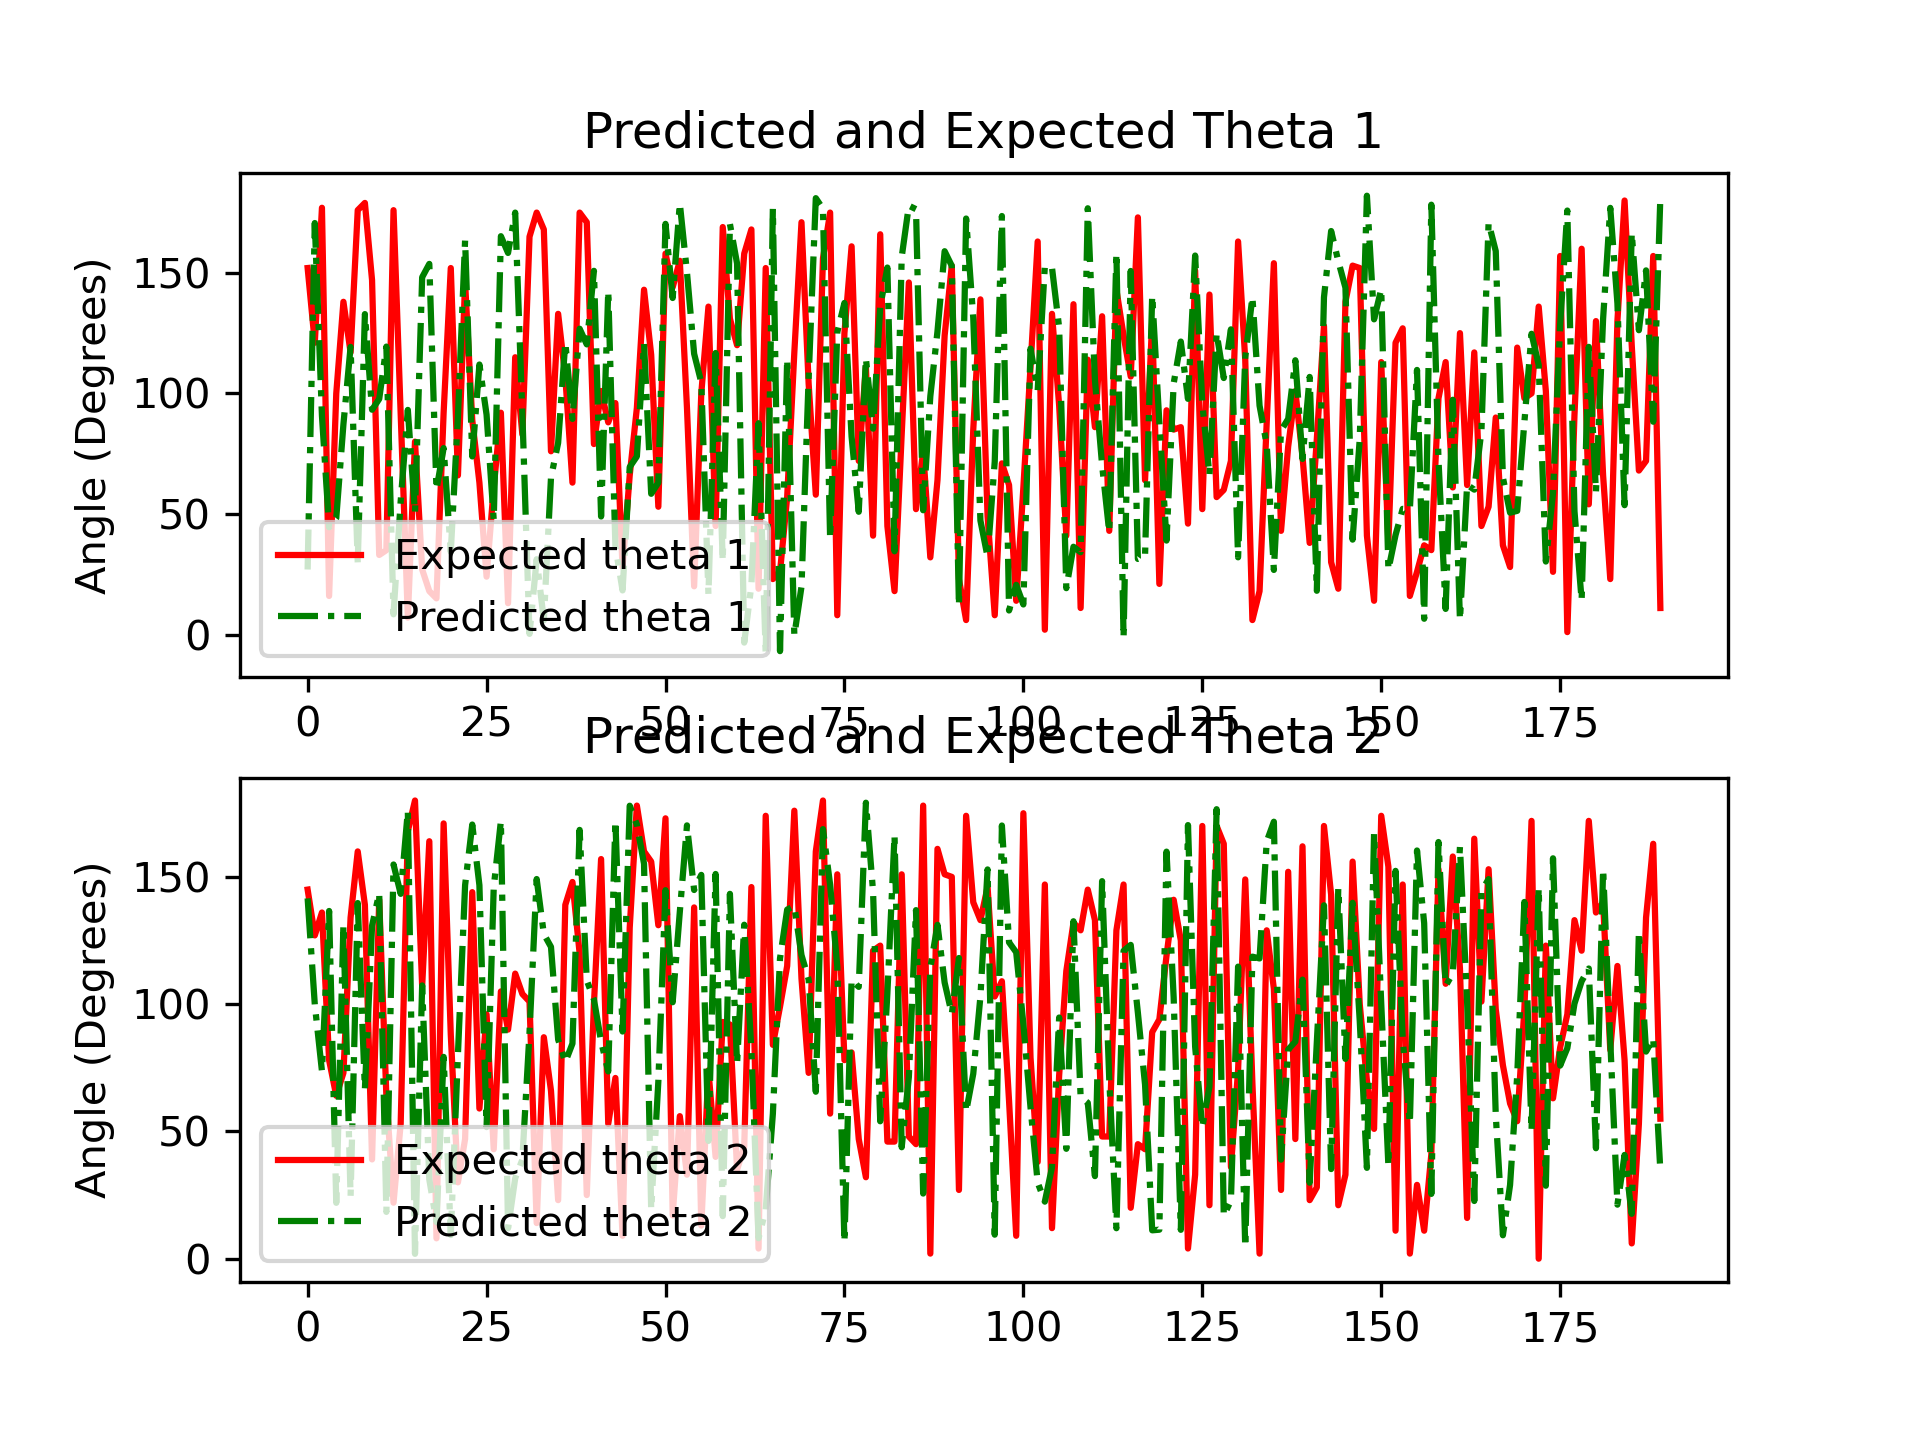 Predicted and Expected Theta 1
Angle (Degrees)
150
100
50
0
Expected theta 1
Predicted theta 1
0 25 50 75 100 125 150 175
Predicted and Expected Theta 2
Angle (Degrees)
150
100
50
0
Expected theta 2
Predicted theta 2
0 25 50 75 100 125 150 175